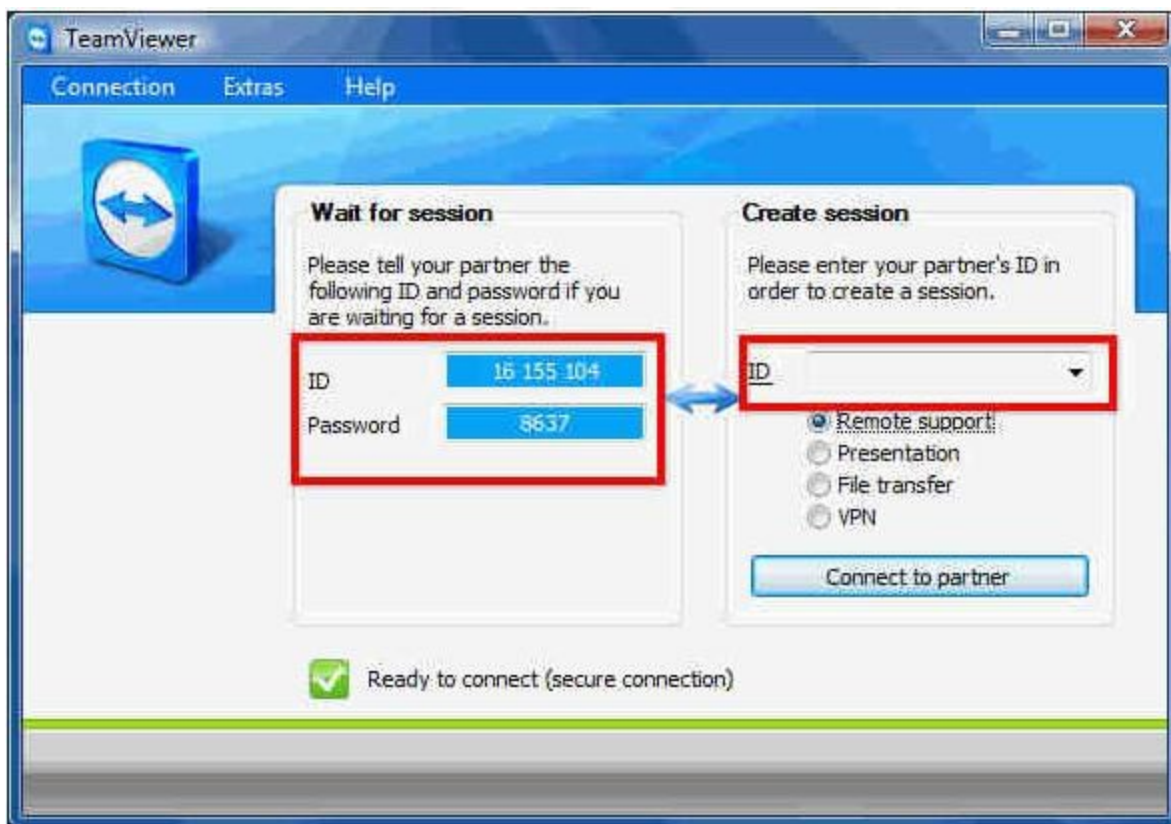 TeamViewer
Connection Extras Help
Wait for session
Please tell your partner the
following ID and password if you
are waiting for a session.
ID 16 155 104
Password 8637
Create session
Please enter your partner's ID in
order to create a session.
ID
Remote support
Presentation
File transfer
VPN
Connect to partner
Ready to connect (secure connection)